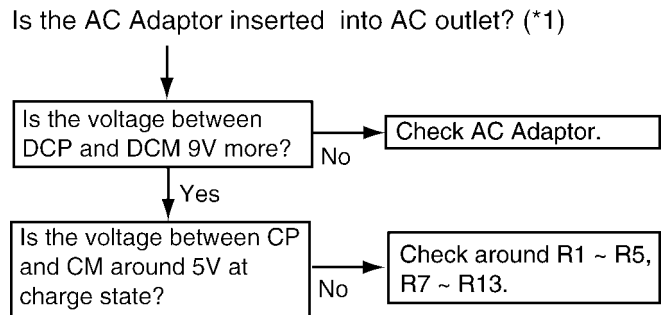 Is the AC Adaptor inserted into AC outlet? (*1)
Is the voltage between
DCP and DCM 9V more?
No
Check AC Adaptor.
Yes
Is the voltage between CP
and CM around 5V at
charge state?
No
Check around R1 ~ R5,
R7 ~ R13.